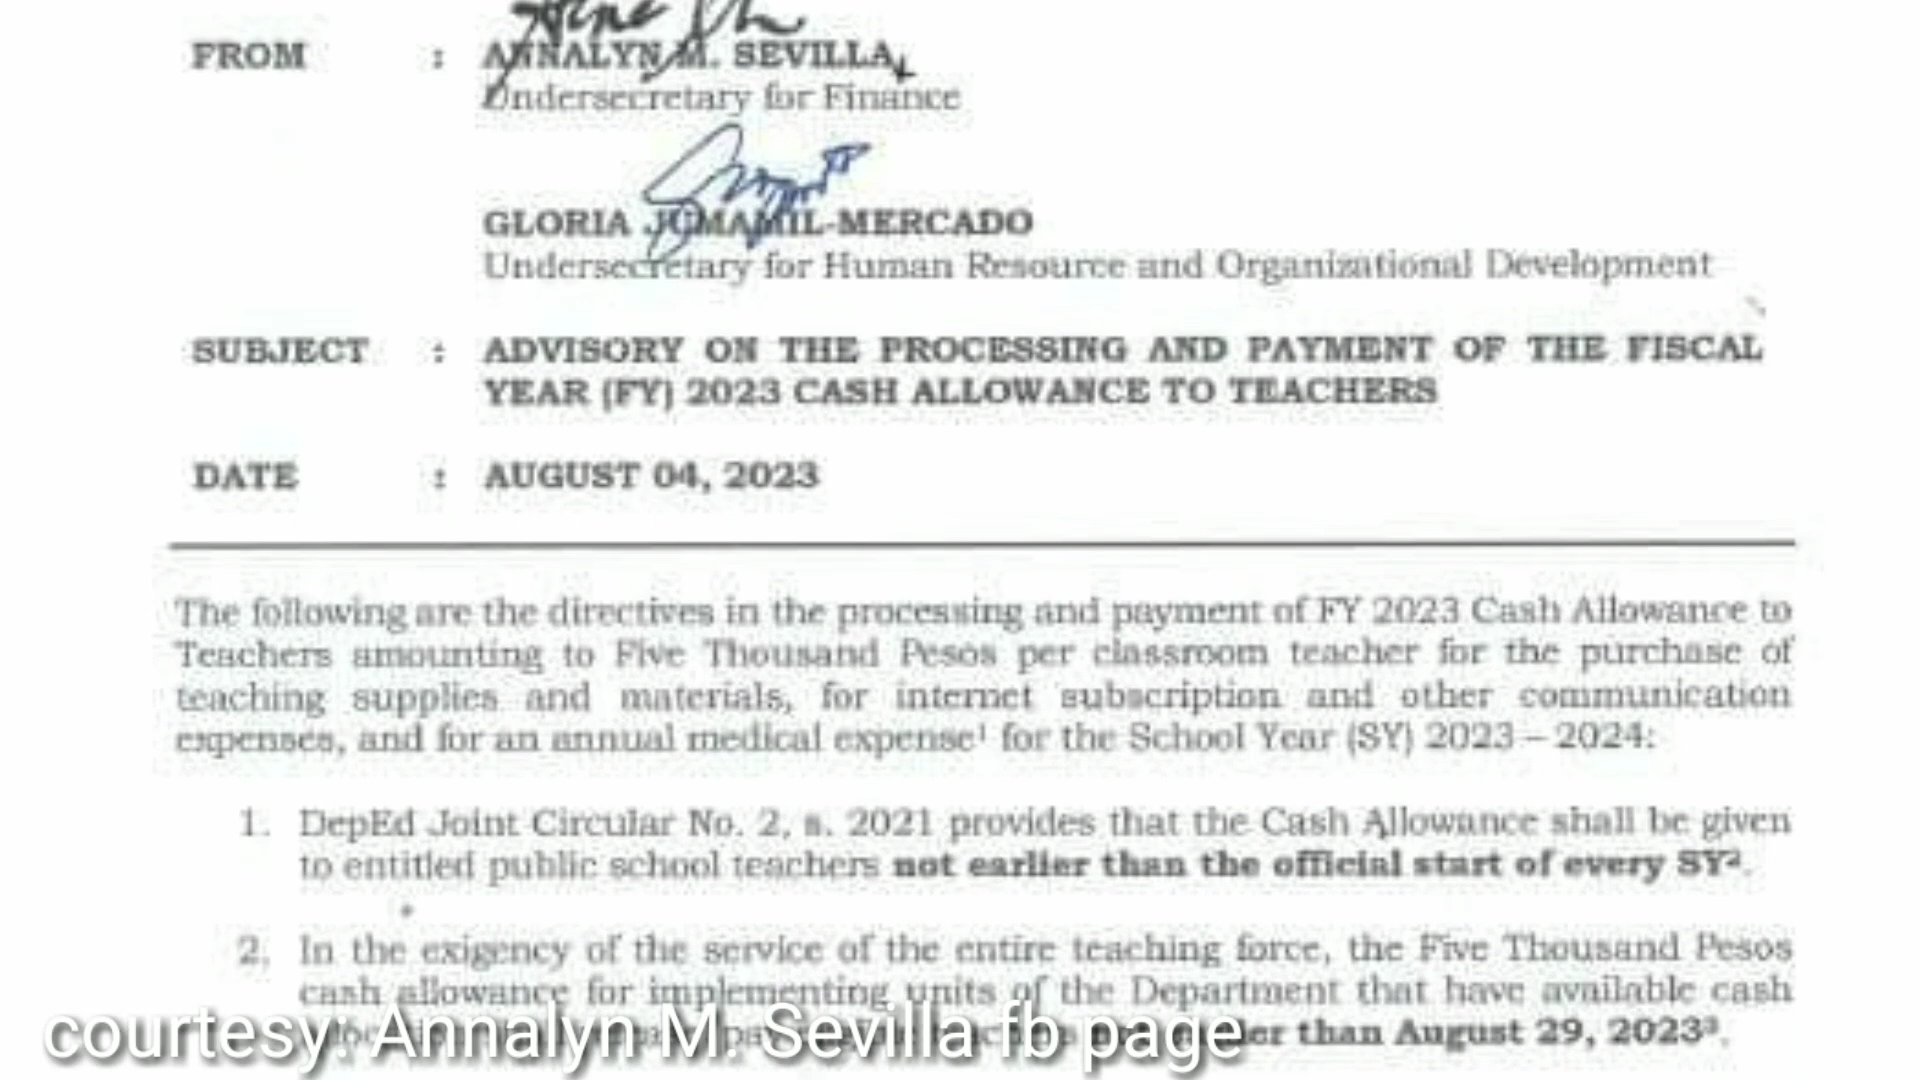 FROM : ANNALYN M. SEVILLA
Undersecretary for Finance
GLORIA JUMAMIL-MERCADO
Undersecretary for Human Resource and Organizational Development
SUBJECT : ADVISORY ON THE PROCESSING AND PAYMENT OF THE FISCAL
YEAR (FY) 2023 CASH ALLOWANCE TO TEACHERS
DATE : AUGUST 04, 2023
The following are the directives in the processing and payment of FY 2023 Cash Allowance to
Teachers amounting to Five Thousand Pesos per classroom teacher for the purchase of
teaching supplies and materials, for internet subscription and other communication
expenses, and for an annual medical expense¹ for the School Year (SY) 2023 – 2024:
1. DepEd Joint Circular No. 2, s. 2021 provides that the Cash Allowance shall be given
to entitled public school teachers not earlier than the official start of every SY².
2. In the exigency of the service of the entire teaching force, the Five Thousand Pesos
cash allowance for implementing units of the Department that have available cash
than August 29, 2023³.
courtesy: Annalyn M. Sevilla fb page